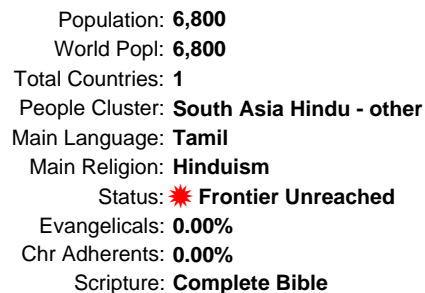 Population: 6,800
World Popl: 6,800
Total Countries: 1
People Cluster: South Asia Hindu - other
Main Language: Tamil
Main Religion: Hinduism
Status: Frontier Unreached
Evangelicals: 0.00%
Chr Adherents: 0.00%
Scripture: Complete Bible